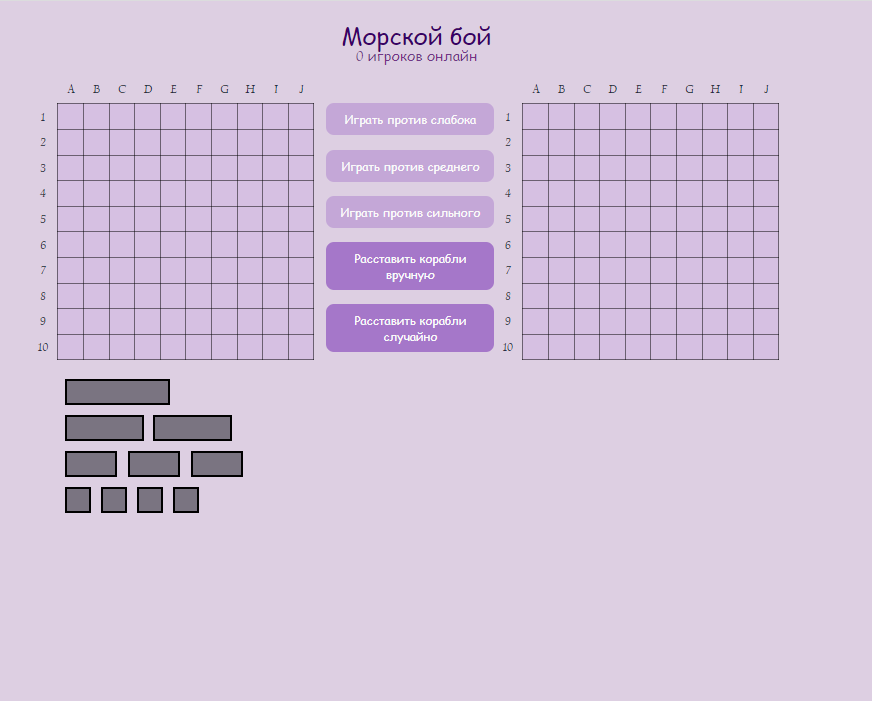 Морской бой
0 игроков онлайн
A B C D E F G H I J
A B C D E F G H I J
1
2
3
4
5
6
7
8
9
10
Играть против слабока
Играть против среднего
Играть против сильного
Расставить корабли
вручную
Расставить корабли
случайно
1
2
3
4
5
6
7
8
9
10